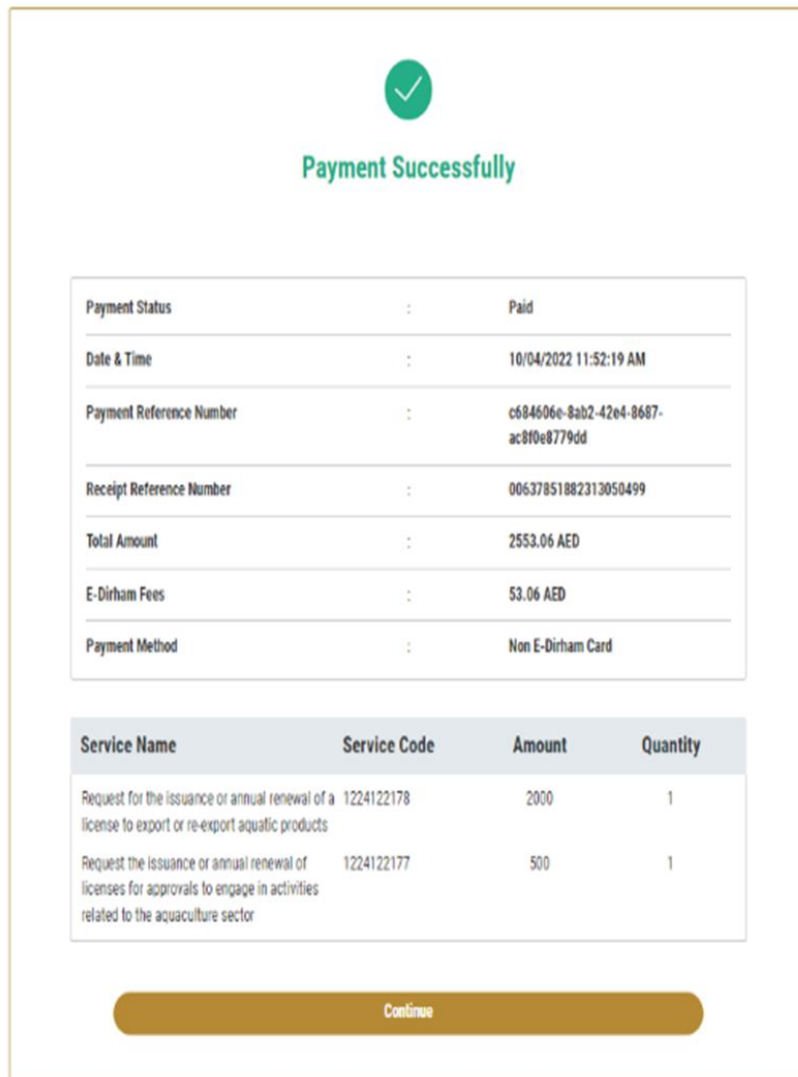 Payment Successfully
Payment Status : Paid
Date & Time : 10/04/2022 11:52:19 AM
Payment Reference Number : c684606e-8ab2-42e4-8687-
ac8f0e8779dd
Receipt Reference Number : 00637851882313050499
Total Amount : 2553.06 AED
E-Dirham Fees : 53.06 AED
Payment Method : Non E-Dirham Card
Service Name Service Code Amount Quantity
Request for the issuance or annual renewal of a 1224122178 2000 1
license to export or re-export aquatic products
Request the issuance or annual renewal of 1224122177 500 1
licenses for approvals to engage in activities
related to the aquaculture sector
Continue